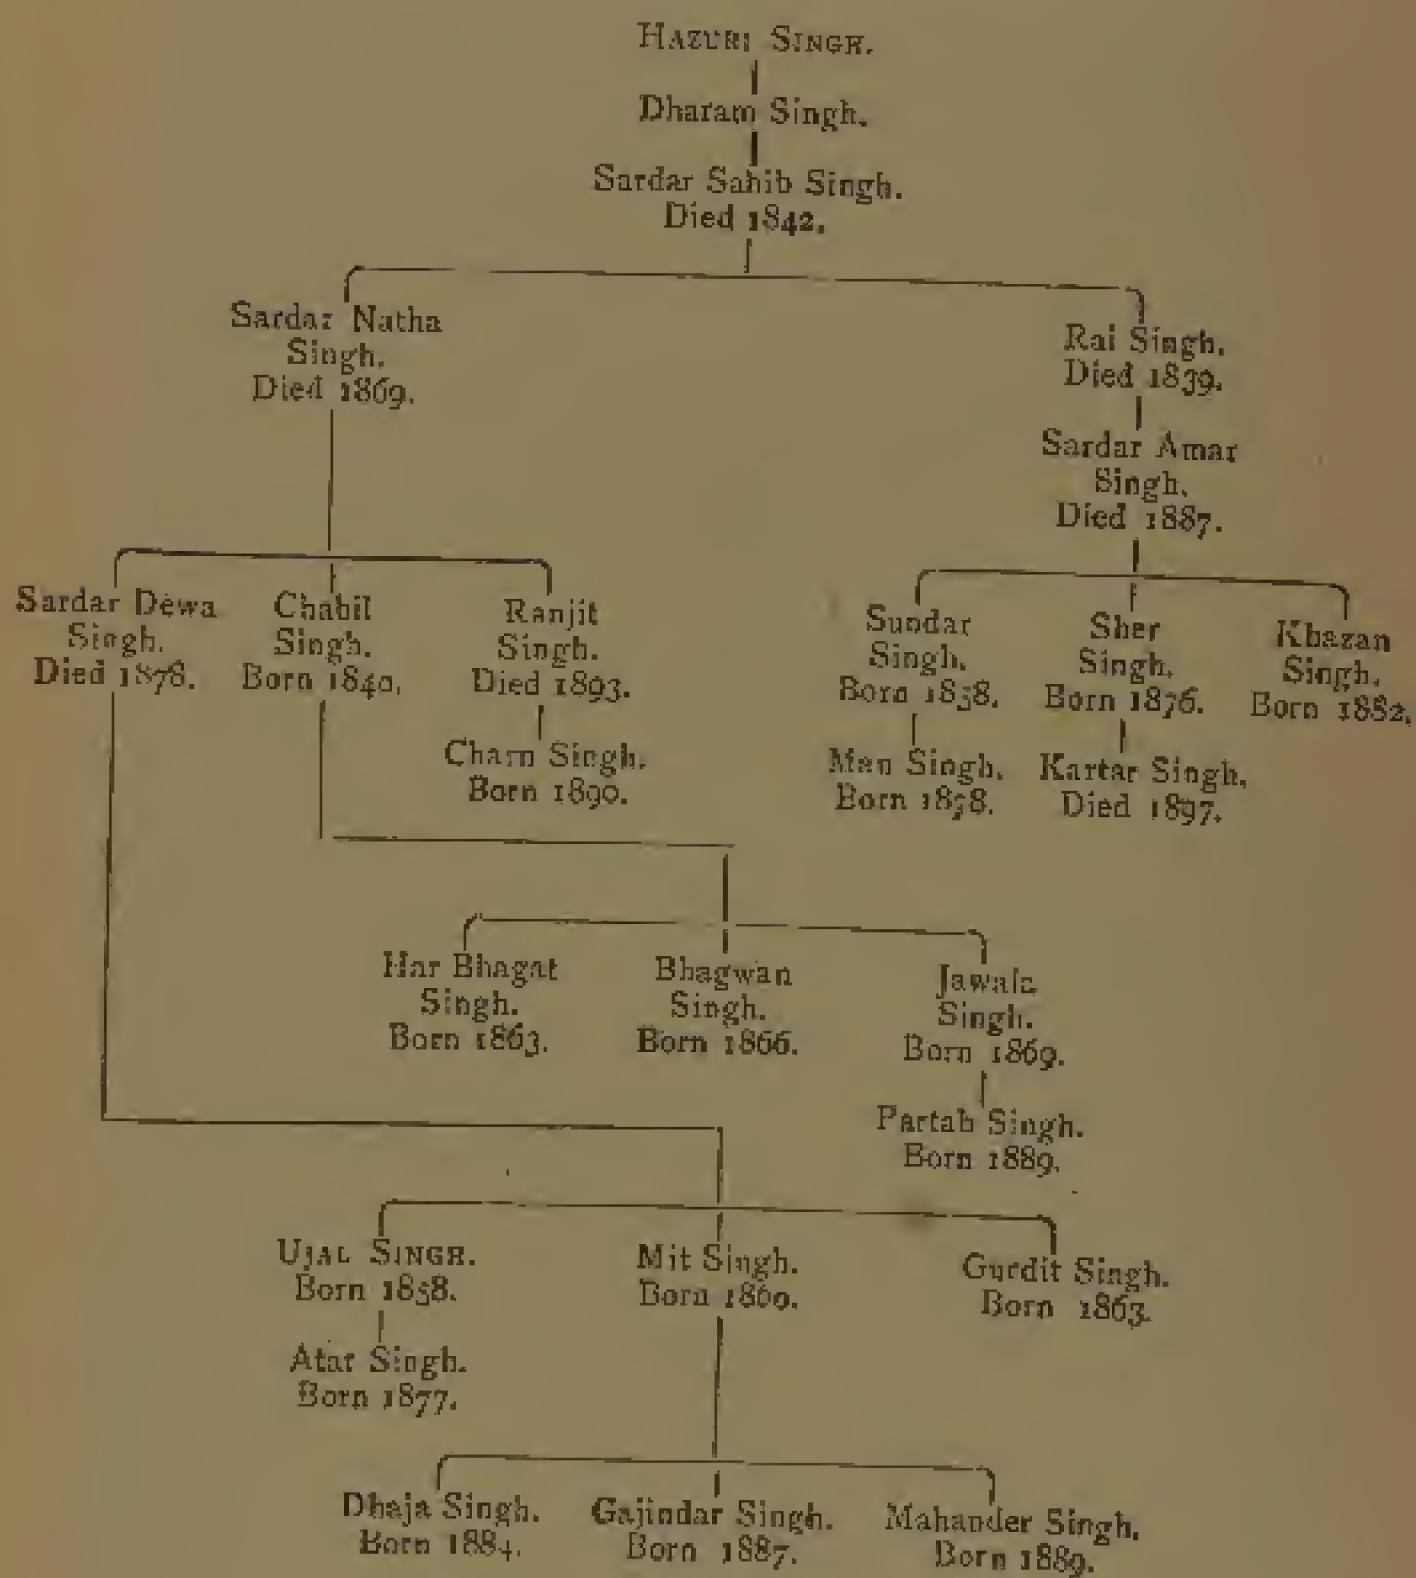 HAZURI SINGH.
Dharam Singh.
Sardar Sahib Singh.
Died 1842.
Sardar Natha
Singh.
Died 1869.
Rai Singh.
Died 1839.
Sardar Amar
Singh.
Died 1887.
Sardar Dewa
Singh.
Died 1878.
Chabil
Singh.
Born 1840.
Ranjit
Singh.
Died 1893.
Charn Singh.
Born 1890.
Sundar
Singh.
Born 1858.
Man Singh.
Born
Sher
Singh.
Born 1876.
Kartar Singh.
Died 1897.
Khazan
Singh.
Born 1882.
Har Bhagat
Singh.
Born 1863.
Bhagwan
Singh.
Born 1866.
Jawala
Singh.
Born 1869.
Partab Singh.
Born 1889.
UJAL SINGH.
Born 1858.
Atar Singh.
Born 1877.
Mit Singh.
Born 1860.
Gurdit Singh.
Born 1863.
Dhaja Singh.
Born 1884.
Gajindar Singh.
Born 1887.
Mahander Singh.
Born 1889.